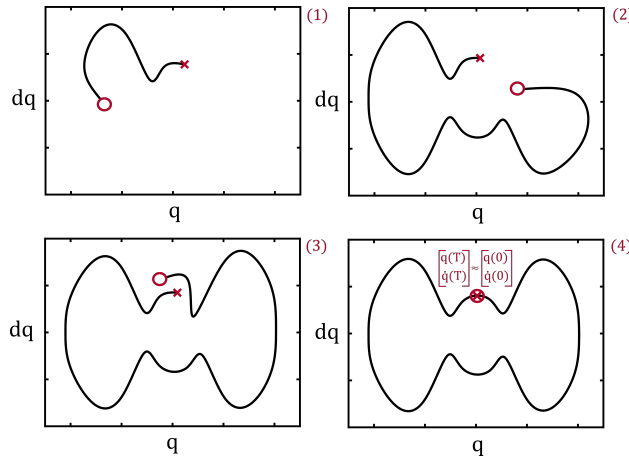 (1)
dq
q
(2)
dq
q
(3)
dq
q
(4)
[q(T)] ≈ [q(0)]
[q̇(T)] [q̇(0)]
dq
q